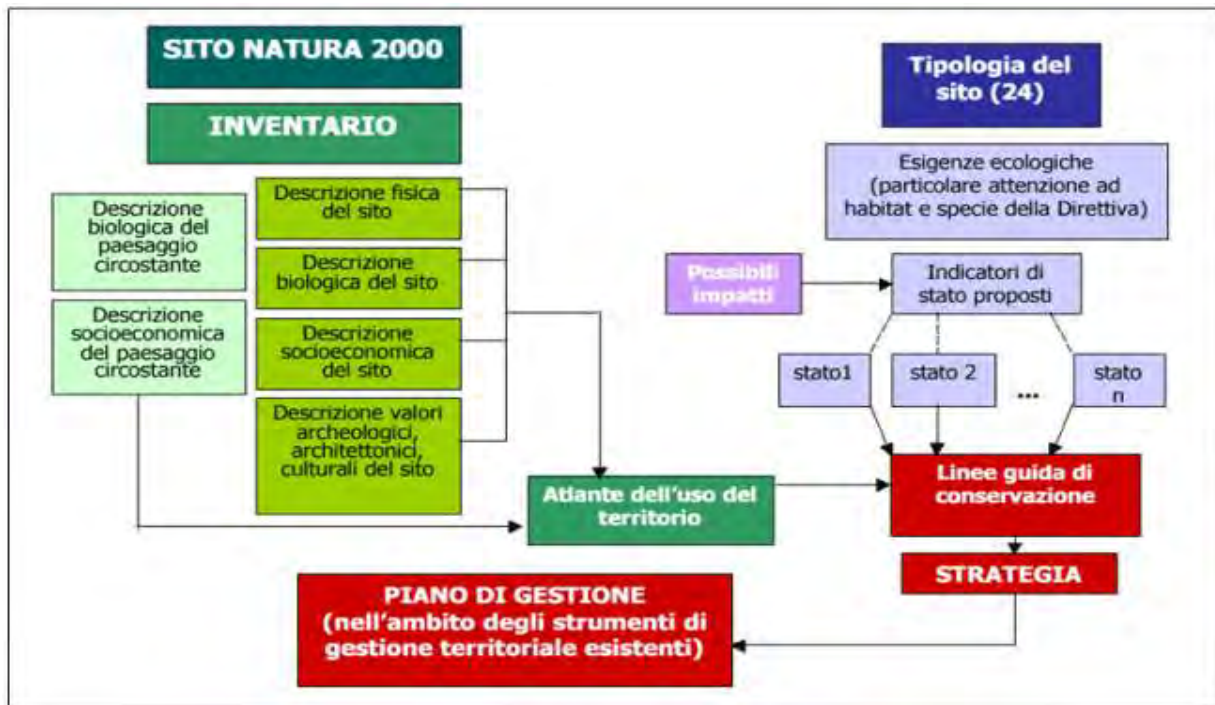 SITO NATURA 2000
INVENTARIO
Descrizione
biologica del
paesaggio
circostante
Descrizione
socioeconomica
del paesaggio
circostante
Descrizione fisica
del sito
Descrizione
biologica del sito
Descrizione
socioeconomica del
sito
Descrizione valori
archeologici,
architettonici,
culturali del sito
Atlante dell'uso del
territorio
Tipologia del
sito (24)
Esigenze ecologiche
(particolare attenzione ad
habitat e specie della Direttiva)
Possibili
impatti
Indicatori di
stato proposti
stato1
stato 2
...
stato
n
Linee guida di
conservazione
STRATEGIA
PIANO DI GESTIONE
(nell'ambito degli strumenti di
gestione territoriale esistenti)